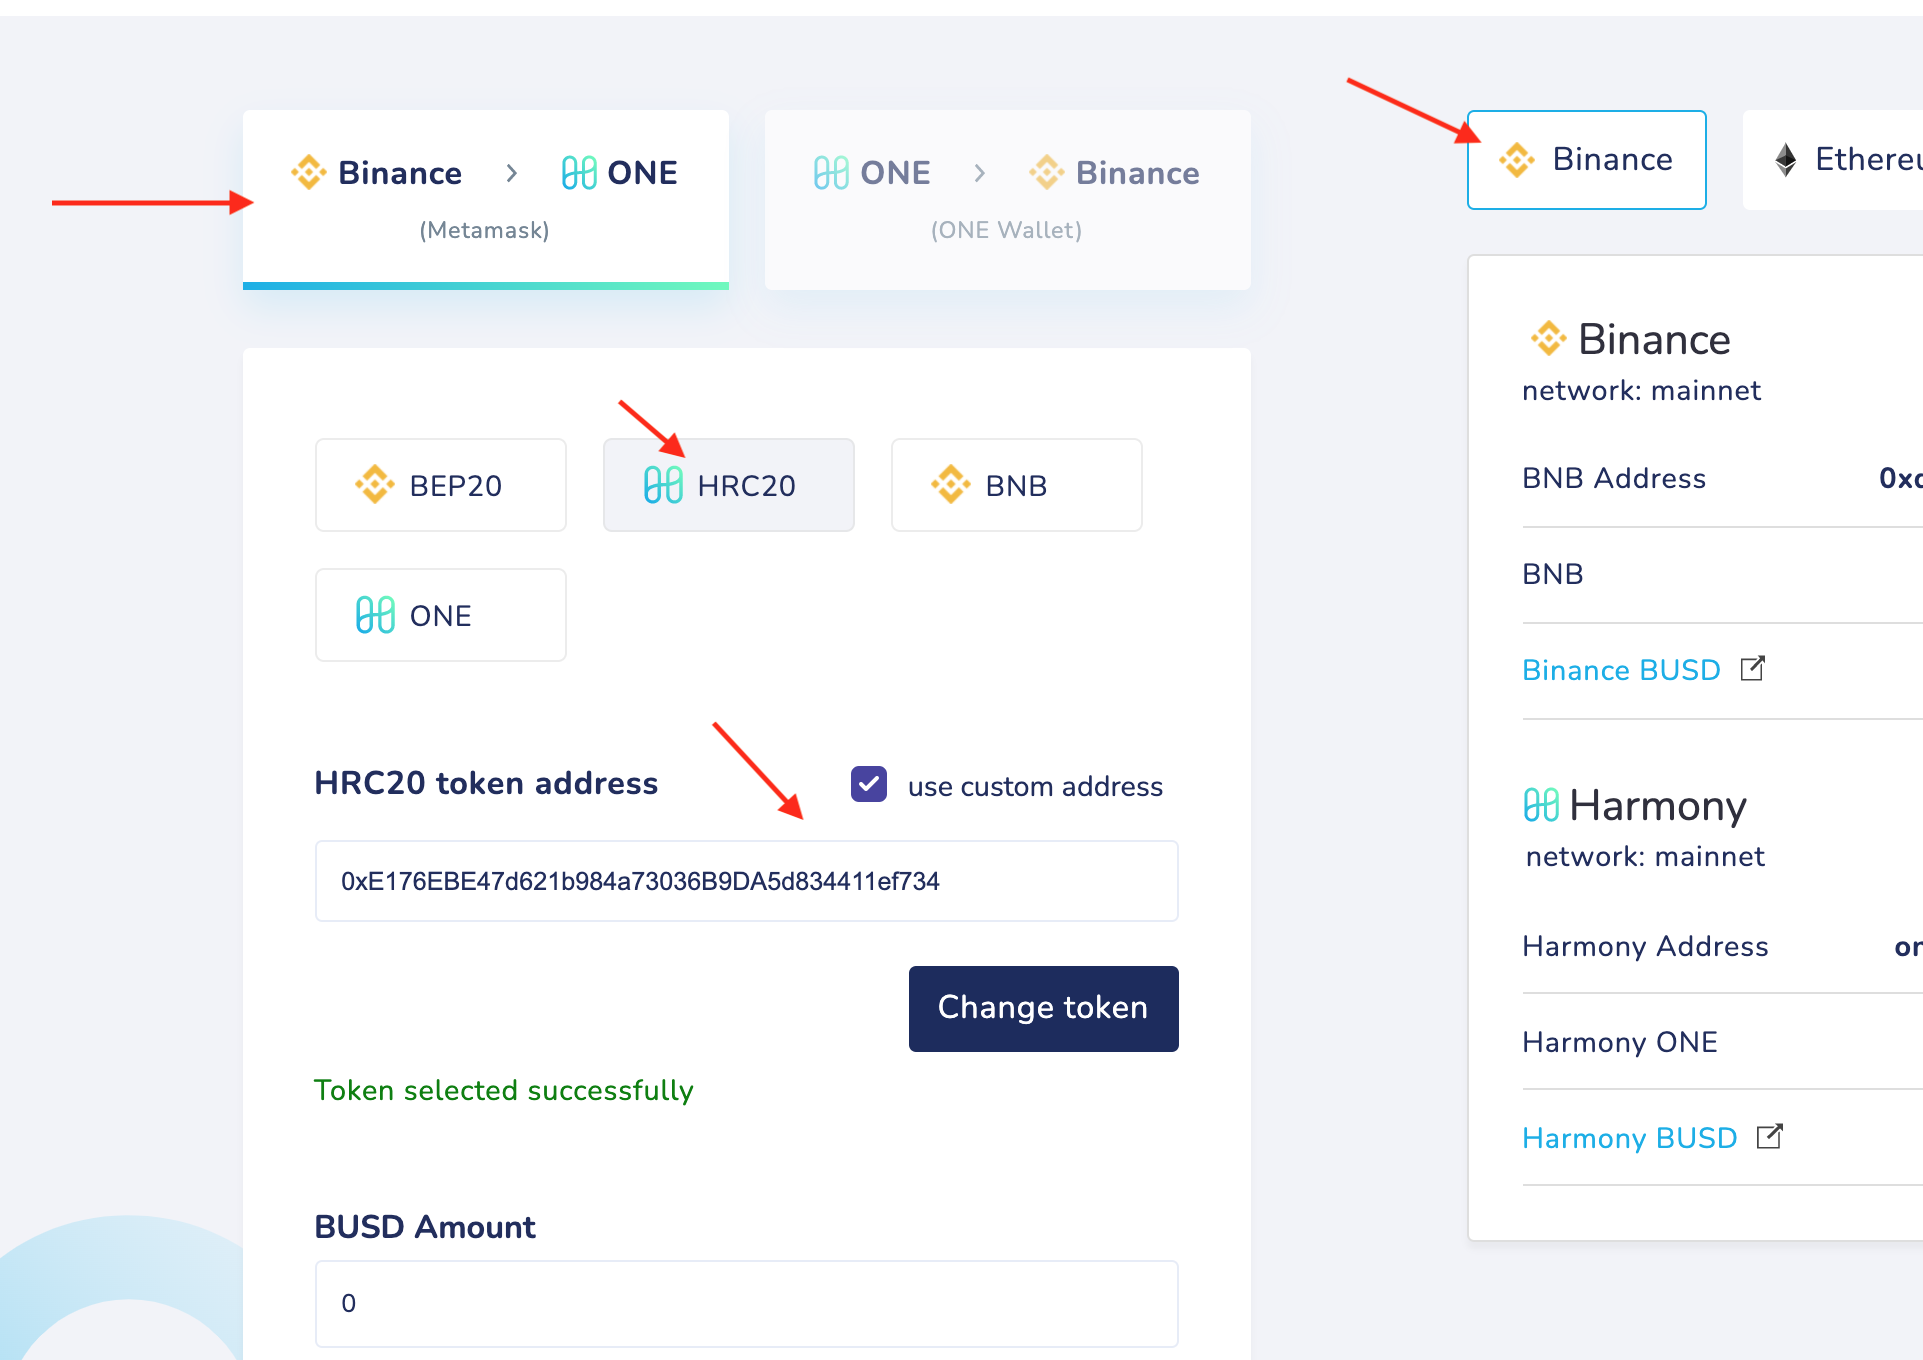 Binance > ONE
(Metamask)
ONE > Binance
(ONE Wallet)
BEP20
HRC20
BNB
ONE
HRC20 token address
use custom address
0xE176EBE47d621b984a73036B9DA5d834411ef734
Change token
Token selected successfully
BUSD Amount
0
Binance
Ethereu
Binance
network: mainnet
BNB Address
0xc
BNB
Binance BUSD
Harmony
network: mainnet
Harmony Address
on
Harmony ONE
Harmony BUSD